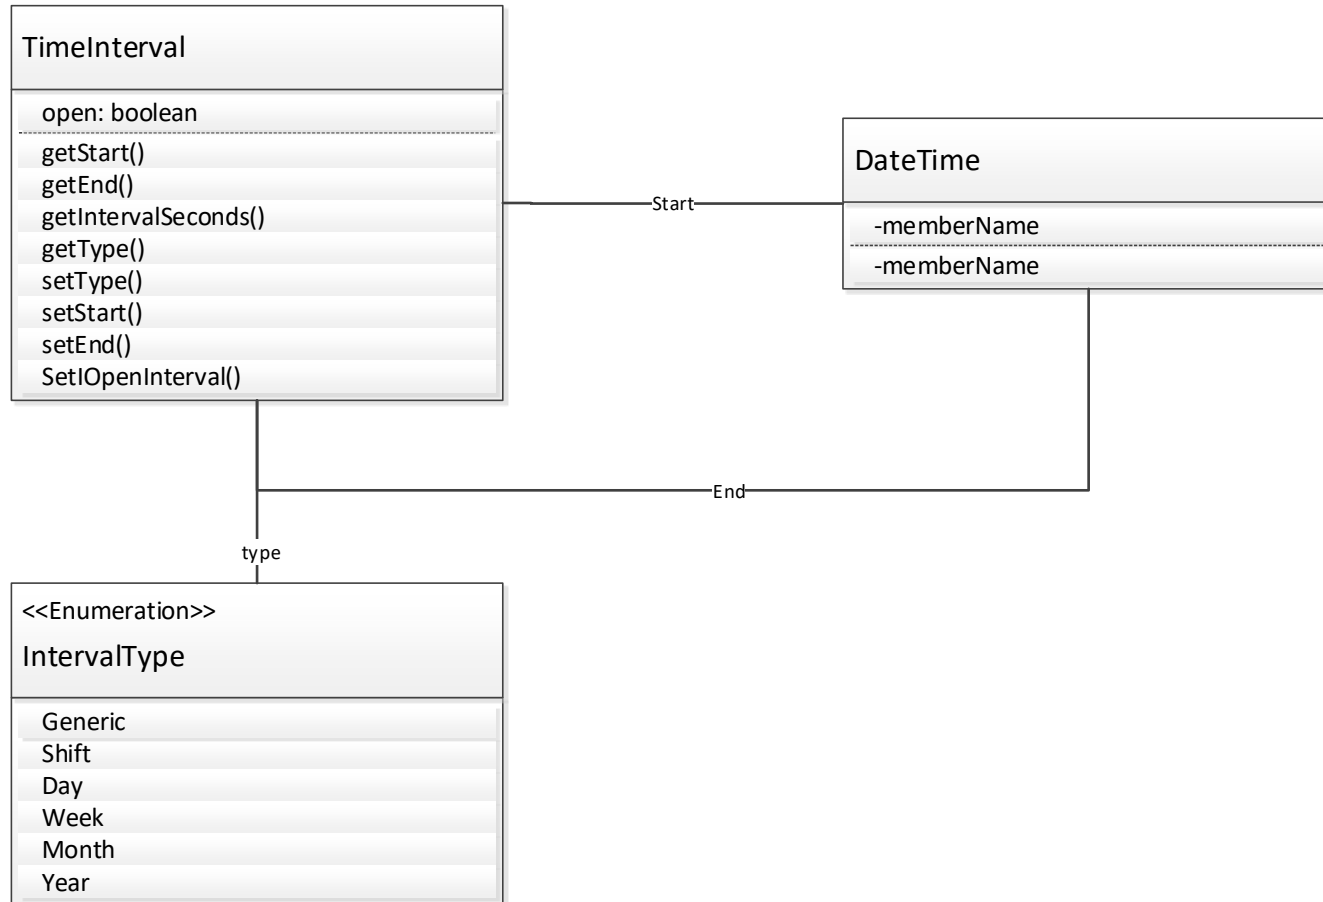 TimeInterval
open: boolean
getStart()
getEnd()
getIntervalSeconds()
getType()
setType()
setStart()
setEnd()
SetIOpenInterval()
Start
DateTime
-memberName
-memberName
End
type
<<Enumeration>>
IntervalType
Generic
Shift
Day
Week
Month
Year